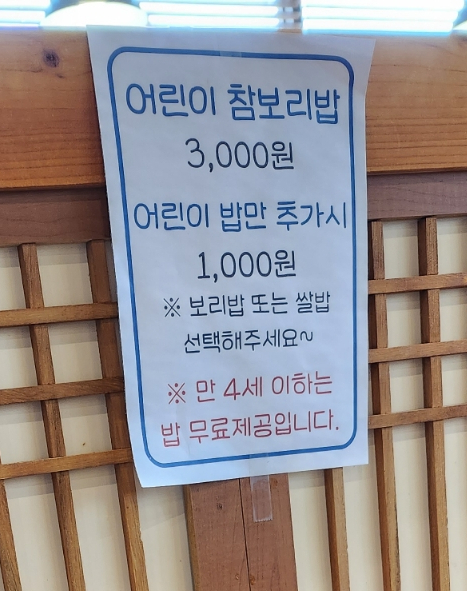 어린이 참보리밥
3,000원
어린이 밥만 추가시
1,000원
※ 보리밥 또는 쌀밥
선택해주세요~
※ 만 4세 이하는
밥 무료제공입니다.